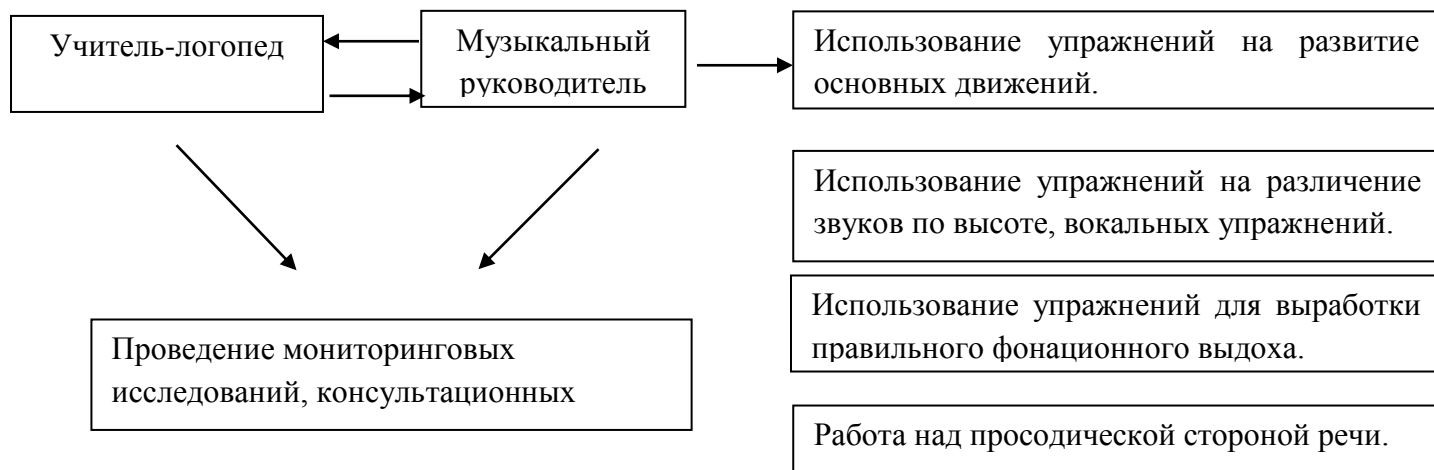 Учитель-логопед
Музыкальный
руководитель
Использование упражнений на развитие
основных движений.
Использование упражнений на различение
звуков по высоте, вокальных упражнений.
Использование упражнений для выработки
правильного фонационного выдоха.
Проведение мониторинговых
исследований, консультационных
Работа над просодической стороной речи.